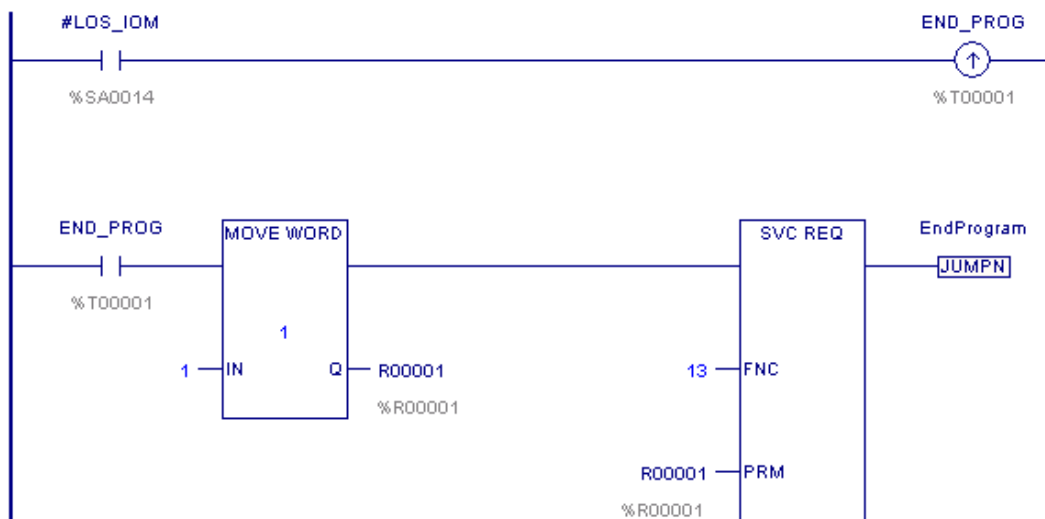 #LOS_IOM END_PROG
%SA0014 %T00001
END_PROG MOVE WORD SVC REQ EndProgram
JUMPN
%T00001
1
1 IN Q R00001 13 FNC
%R00001
R00001 PRM
%R00001